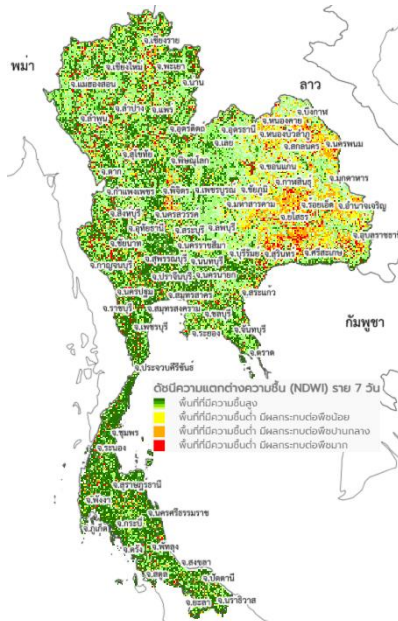 จ.เชียงราย
พม่า
จ.เชียงใหม่
จ.พะเยา
ลาว
จ.แม่ฮ่องสอน
จ.น่าน
จ.บึงกาฬ
จ.ลำปาง
จ.แพร่
จ.หนองคาย
จ.ลำพูน
จ.อุตรดิตถ์
จ.อุดรธานี
จ.หนองบัวลำภู
จ.นครพนม
จ.เลย
จ.สกลนคร
จ.สุโขทัย
จ.พิษณุโลก
จ.ขอนแก่น
จ.ตาก
จ.มุกดาหาร
จ.กำแพงเพชร
จ.พิจิตร
จ.เพชรบูรณ์
จ.ชัยภูมิ
จ.กาฬสินธุ์
จ.มหาสารคาม
จ.ร้อยเอ็ด
จ.อำนาจเจริญ
จ.สิงห์บุรี
จ.นครสวรรค์
จ.ยโสธร
จ.อุทัยธานี
จ.สระบุรี
จ.ลพบุรี
จ.อุบลราชธานี
จ.ชัยนาท
จ.นครราชสีมา
จ.บุรีรัมย์
จ.สุรินทร์
จ.ศรีสะเกษ
จ.สุพรรณบุรี
จ.นนทบุรี
จ.กาญจนบุรี
จ.ปราจีนบุรี
จ.นครนายก
จ.นครปฐม
จ.สมุทรสาคร
จ.สระแก้ว
จ.ราชบุรี
จ.สมุทรสงคราม
จ.ชลบุรี
กัมพูชา
จ.เพชรบุรี
จ.ระยอง
จ.จันทบุรี
จ.ตราด
จ.ประจวบคีรีขันธ์
ดัชนีความแตกต่างความชื้น (NDWI) ราย 7 วัน
พื้นที่ที่มีความชื้นสูง
พื้นที่ที่มีความชื้นต่ำ มีผลกระทบต่อพืชน้อย
พื้นที่ที่มีความชื้นต่ำ มีผลกระทบต่อพืชปานกลาง
พื้นที่ที่มีความชื้นต่ำ มีผลกระทบต่อพืชมาก
จ.ชุมพร
จ.ระนอง
จ.สุราษฎร์ธานี
จ.พังงา
จ.นครศรีธรรมราช
จ.ภูเก็ต
จ.กระบี่
จ.ตรัง
จ.พัทลุง
จ.สงขลา
จ.สตูล
จ.ปัตตานี
จ.ยะลา
จ.นราธิวาส